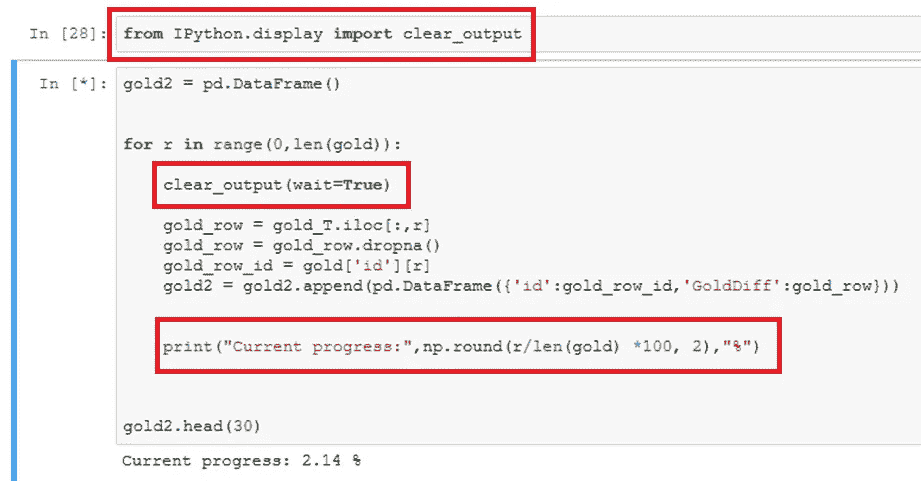 In [28]: from IPython.display import clear_output
In [*]: gold2 = pd.DataFrame()
for r in range(0,len(gold)):
clear_output(wait=True)
gold_row = gold_T.iloc[:,r]
gold_row = gold_row.dropna()
gold_row_id = gold['id'][r]
gold2 = gold2.append(pd.DataFrame({'id':gold_row_id,'GoldDiff':gold_row}))
print("Current progress:",np.round(r/len(gold) *100, 2),"%")
gold2.head(30)
Current progress: 2.14 %